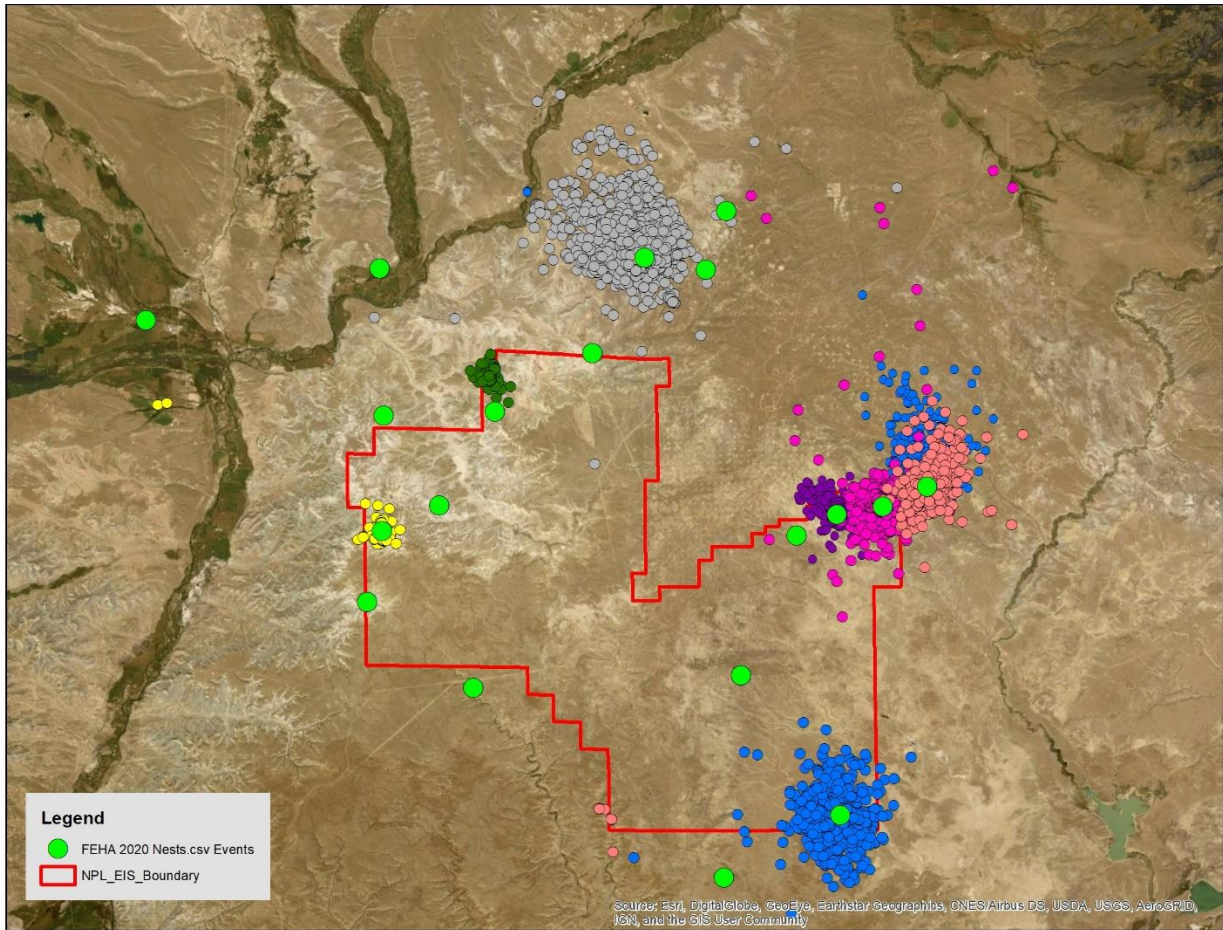 Legend
FEHA 2020 Nests.csv Events
NPL_EIS_Boundary
Source: Esri, DigitalGlobe, GeoEye, Earthstar Geographics, CNES/Airbus DS, USDA, USGS, AeroGRID,
IGN, and the GIS User Community